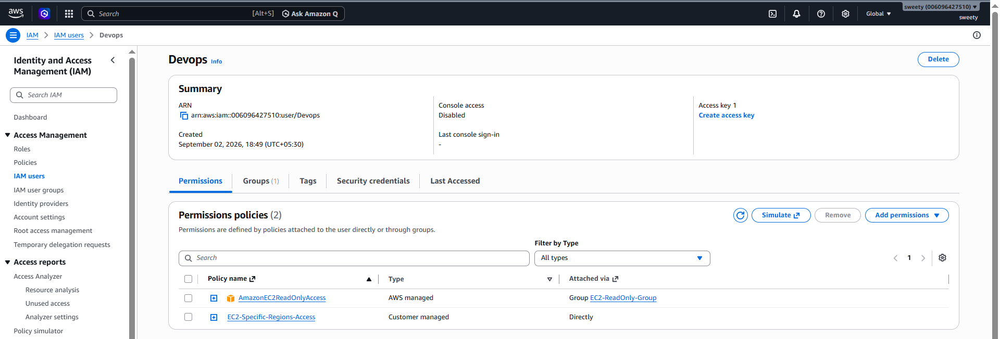 aws
Search [Alt+S] Ask Amazon Q
Global
sweety (006096427510)
sweety
IAM IAM users Devops
Identity and Access
Management (IAM)
Search IAM
Dashboard
Access Management
Roles
Policies
IAM users
IAM user groups
Identity providers
Account settings
Root access management
Temporary delegation requests
Access reports
Access Analyzer
Resource analysis
Unused access
Analyzer settings
Policy simulator
Devops Info
Delete
Summary
ARN
arn:aws:iam::006096427510:user/Devops
Created
September 02, 2026, 18:49 (UTC+05:30)
Console access
Disabled
Last console sign-in
-
Access key 1
Create access key
Permissions Groups (1) Tags Security credentials Last Accessed
Permissions policies (2)
Simulate Remove Add permissions
Permissions are defined by policies attached to the user directly or through groups.
Filter by Type
Search All types 1
Policy name Type Attached via
AmazonEC2ReadOnlyAccess AWS managed Group EC2-ReadOnly-Group
EC2-Specific-Regions-Access Customer managed Directly